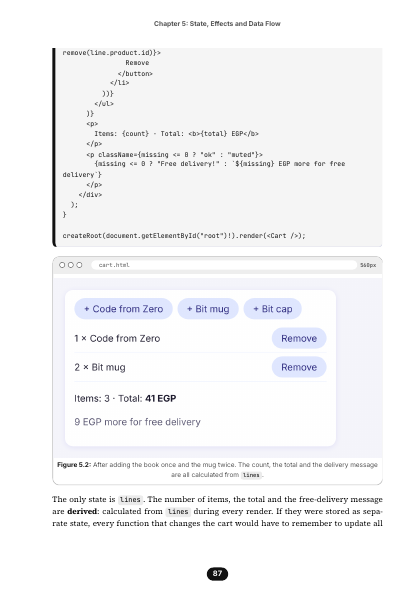 Chapter 5: State, Effects and Data Flow
remove(line.product.id)}>
Remove
</button>
</li>
))}
</ul>
)}
<p>
Items: {count} · Total: <b>{total} EGP</b>
</p>
<p className={missing <= 0 ? "ok" : "muted"}>
{missing <= 0 ? "Free delivery!" : `${missing} EGP more for free
delivery`}
</p>
</div>
);
}
createRoot(document.getElementById("root")!).render(<Cart />);
cart.html 560px
+ Code from Zero + Bit mug + Bit cap
1 × Code from Zero Remove
2 × Bit mug Remove
Items: 3 · Total: 41 EGP
9 EGP more for free delivery
Figure 5.2: After adding the book once and the mug twice. The count, the total and the delivery message
are all calculated from lines.
The only state is lines. The number of items, the total and the free-delivery message
are derived: calculated from lines during every render. If they were stored as sepa-
rate state, every function that changes the cart would have to remember to update all
87